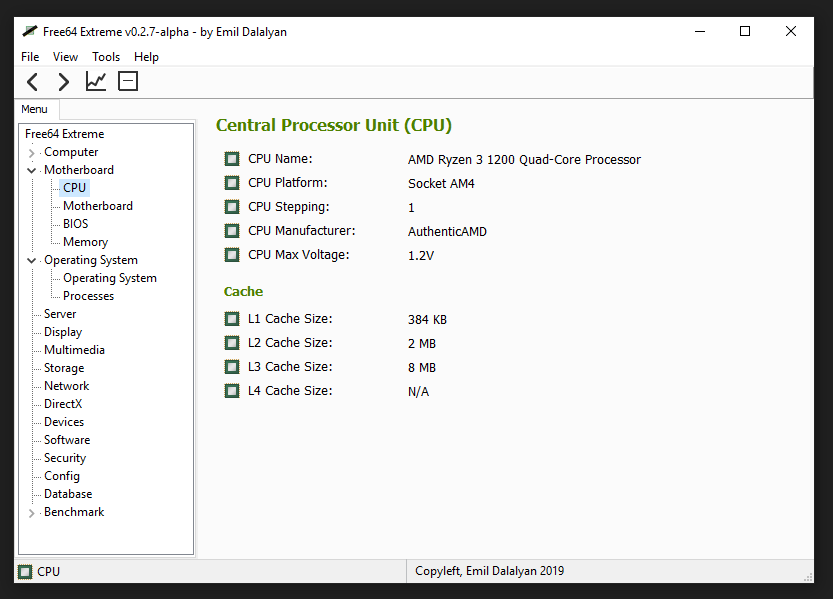 Free64 Extreme v0.2.7-alpha - by Emil Dalalyan
File View Tools Help
Menu
Free64 Extreme
Computer
Motherboard
CPU
Motherboard
BIOS
Memory
Operating System
Operating System
Processes
Server
Display
Multimedia
Storage
Network
DirectX
Devices
Software
Security
Config
Database
Benchmark
Central Processor Unit (CPU)
CPU Name: AMD Ryzen 3 1200 Quad-Core Processor
CPU Platform: Socket AM4
CPU Stepping: 1
CPU Manufacturer: AuthenticAMD
CPU Max Voltage: 1.2V
Cache
L1 Cache Size: 384 KB
L2 Cache Size: 2 MB
L3 Cache Size: 8 MB
L4 Cache Size: N/A
CPU
Copyleft, Emil Dalalyan 2019